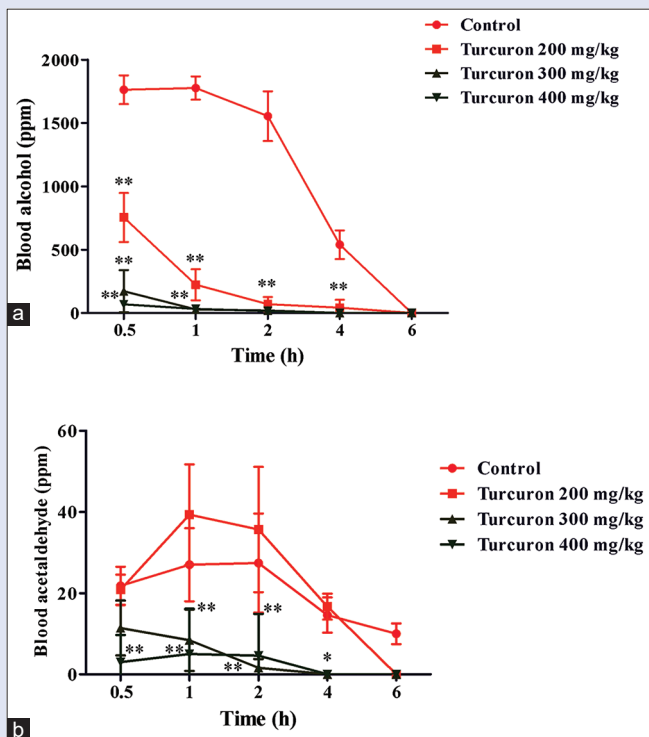 Control
Turcuron 200 mg/kg
Turcuron 300 mg/kg
Turcuron 400 mg/kg
Blood alcohol (ppm)
2000
1500
1000
500
0
**
**
**
**
**
**
**
0.5
1
2
4
6
Time (h)
a
Control
Turcuron 200 mg/kg
Turcuron 300 mg/kg
Turcuron 400 mg/kg
Blood acetaldehyde (ppm)
60
40
20
0
**
**
**
**
**
*
0.5
1
2
4
6
Time (h)
b